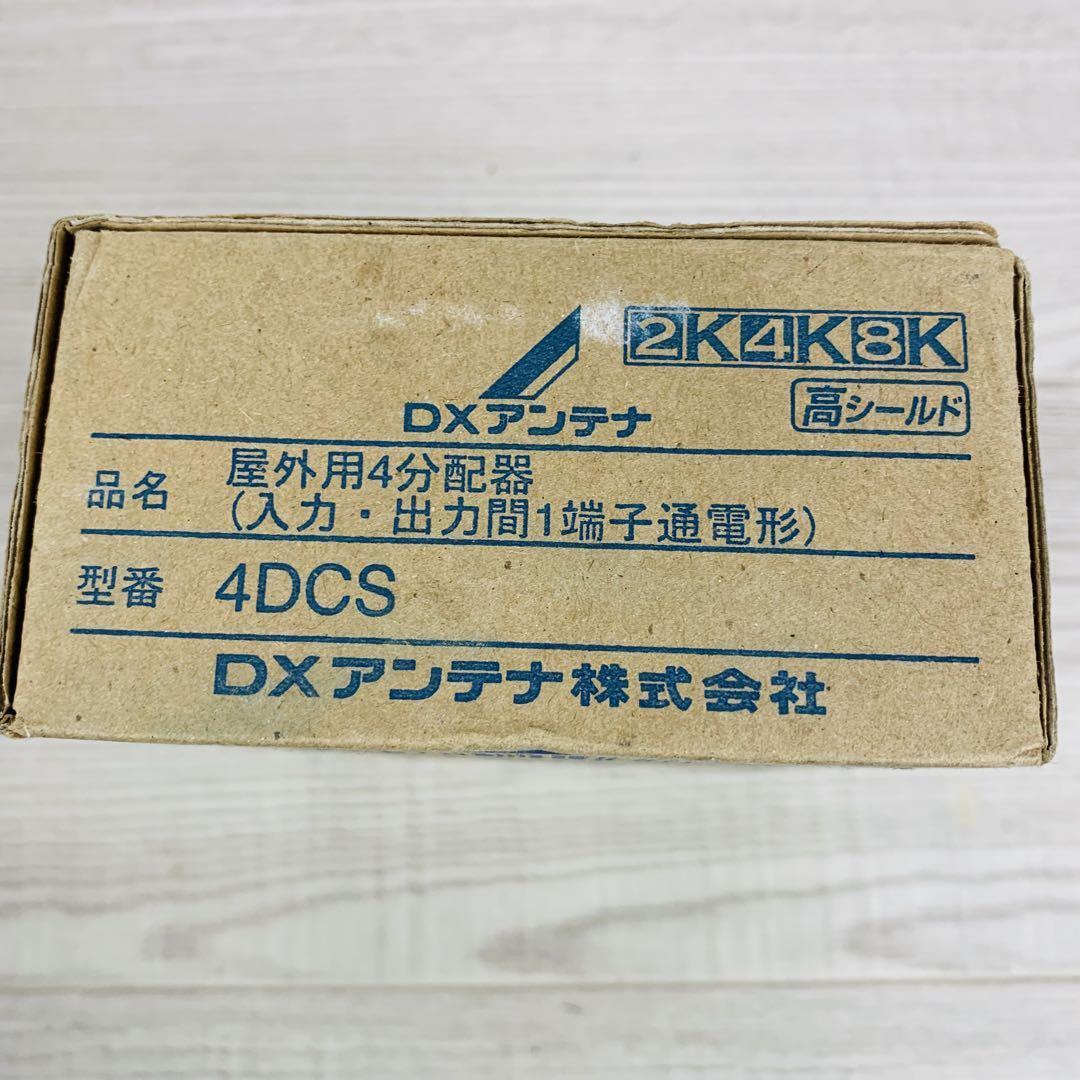 2K4K8K
高シールド
DXアンテナ
品名 屋外用4分配器
(入力・出力間1端子通電形)
型番 4DCS
DXアンテナ株式会社